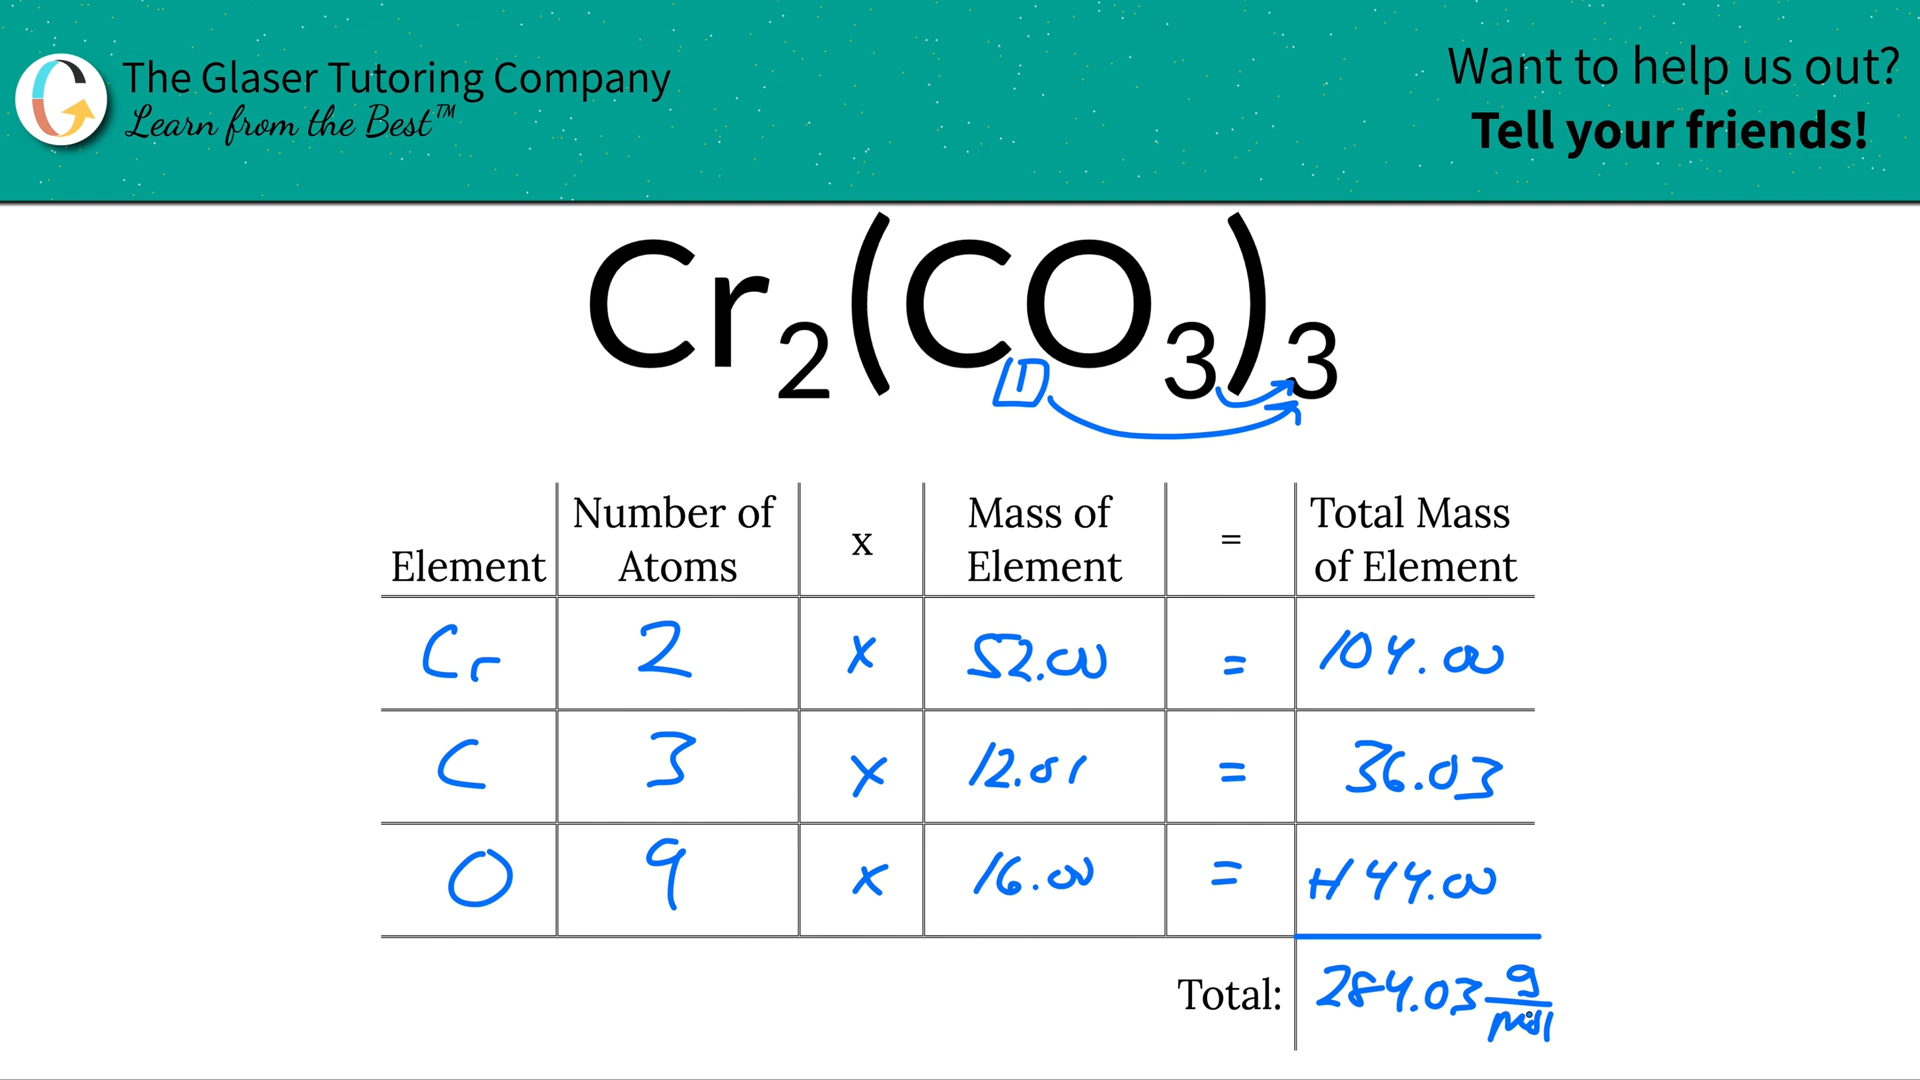 The Glaser Tutoring Company
Learn from the Best™
Want to help us out?
Tell your friends!
Cr₂(CO₃)₃
1
Element Number of Atoms x Mass of Element = Total Mass of Element
Cr 2 x 52.00 = 104.00
C 3 x 12.01 = 36.03
O 9 x 16.00 = +144.00
Total: 284.03 g/mol